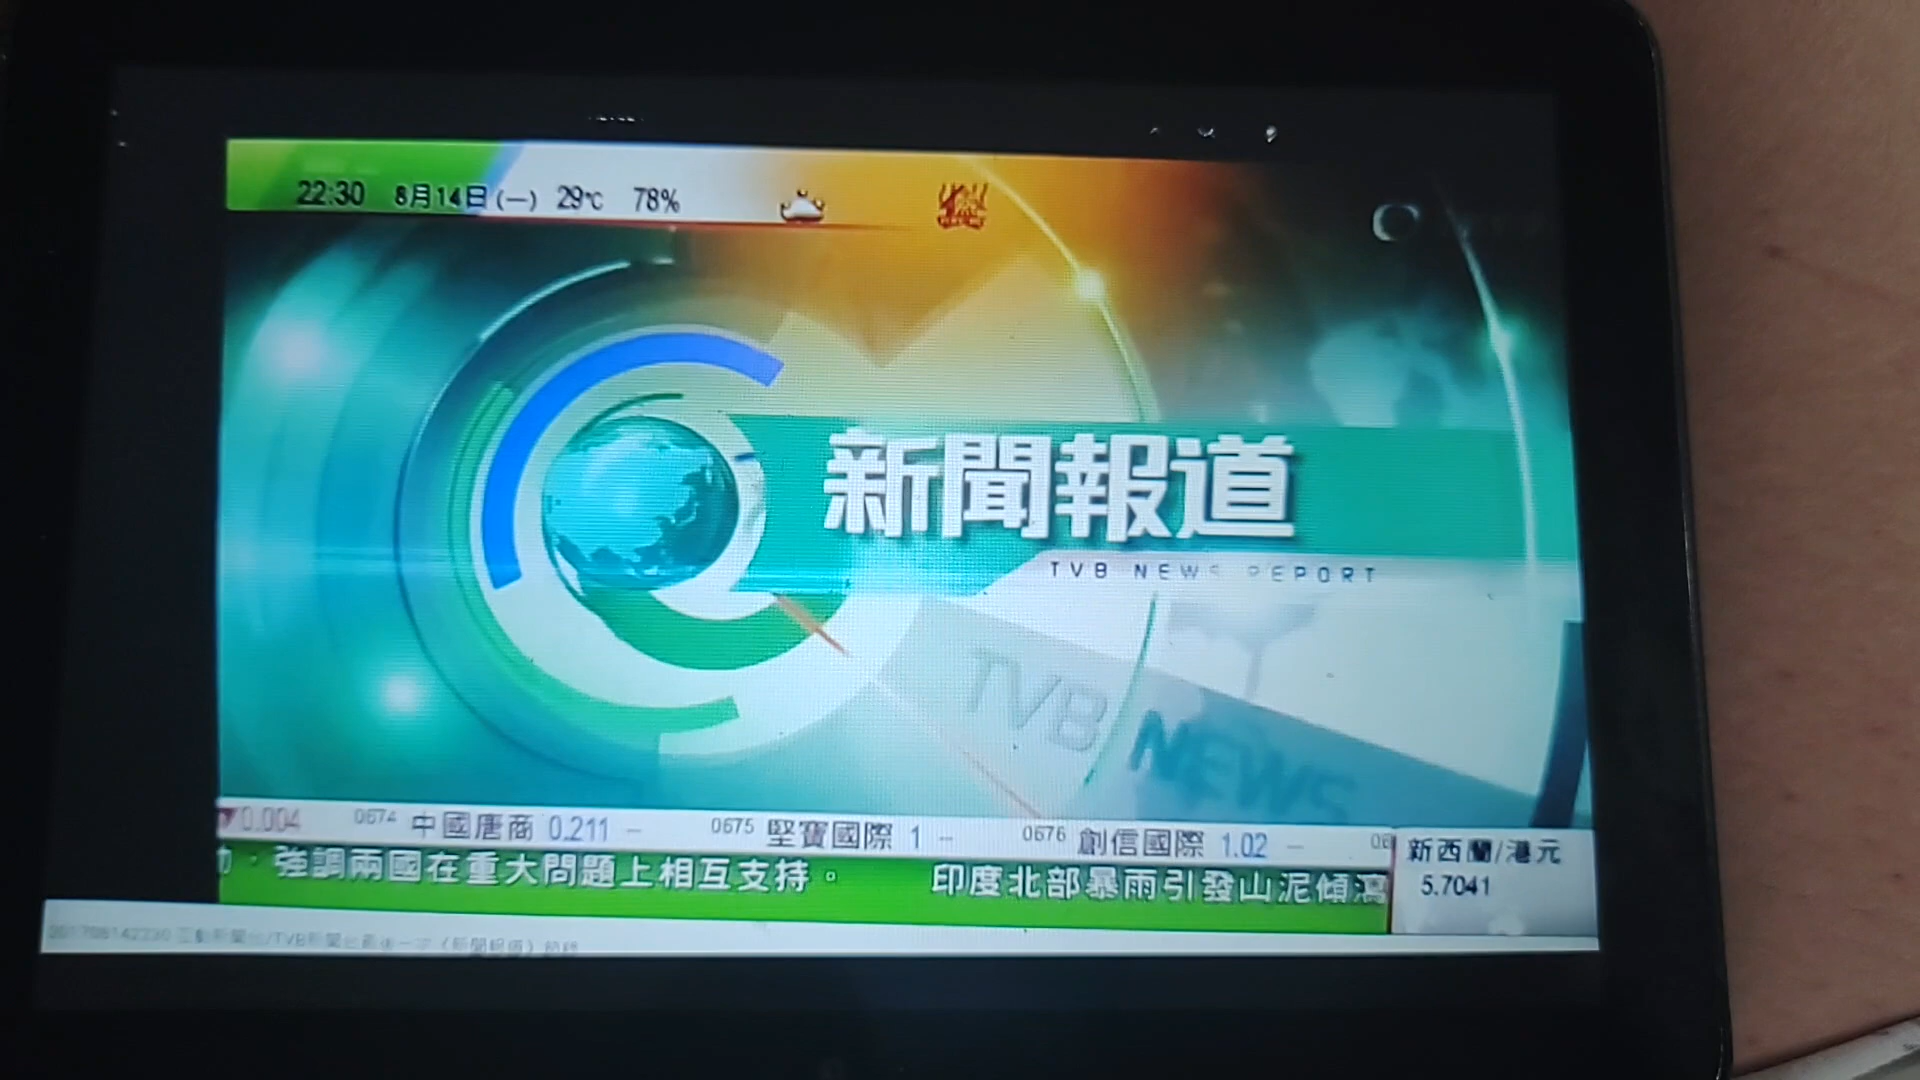 22:30 8月14日(一) 29℃ 78%
新聞報道
TVB NEWS REPORT
TVB NEWS
0.004 0674 中國唐商 0.211 – 0675 堅寶國際 1 – 0676 創信國際 1.02 –
新西蘭/港元
5.7041
強調兩國在重大問題上相互支持。 印度北部暴雨引發山泥傾瀉